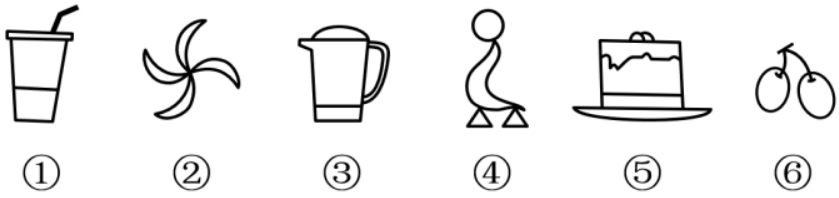 ① ② ③ ④ ⑤ ⑥